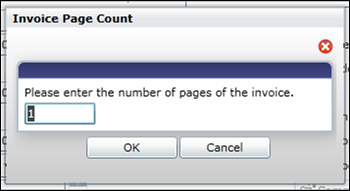 Invoice Page Count
Please enter the number of pages of the invoice.
1
OK
Cancel